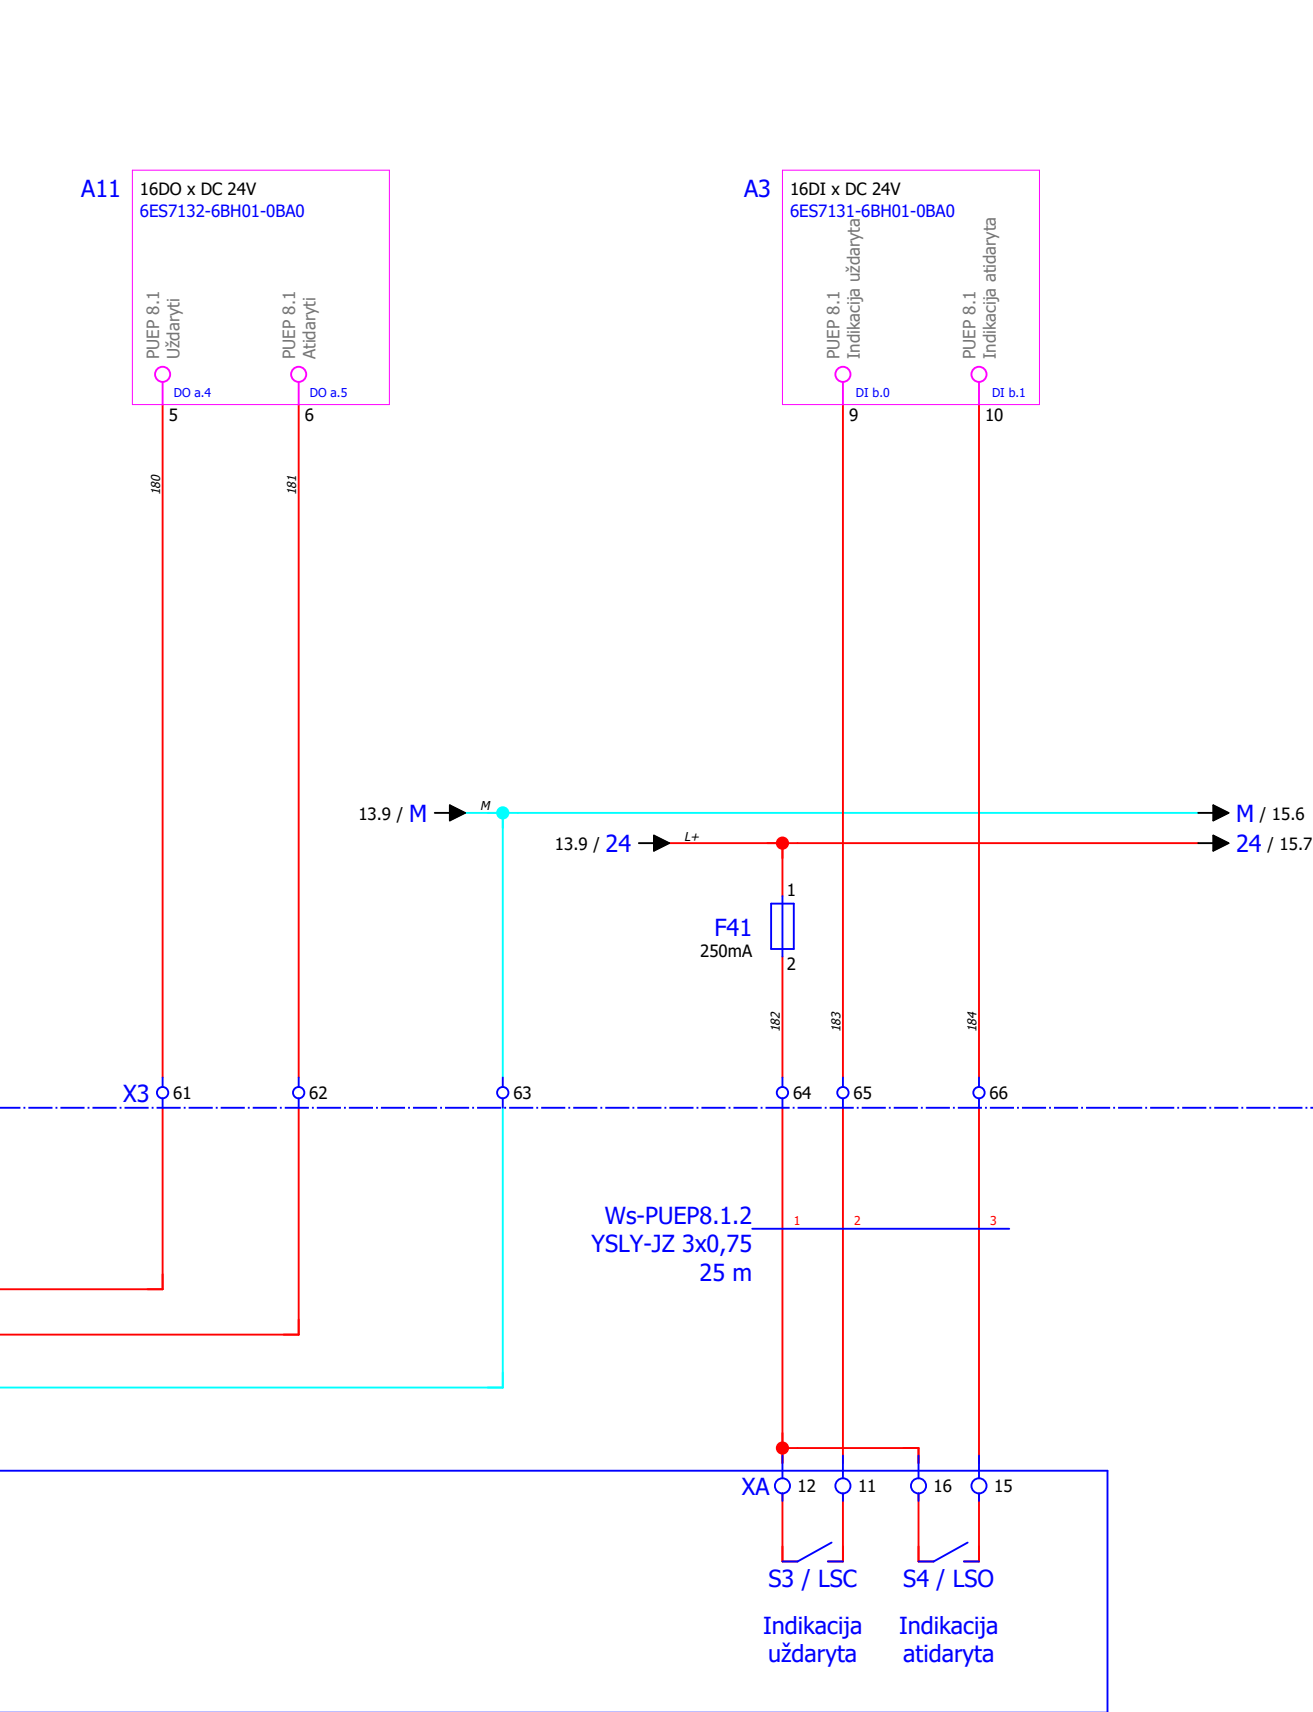 A11
16DO x DC 24V
6ES7132-6BH01-0BA0
PUEP 8.1
Uždaryti
PUEP 8.1
Atidaryti
DO a.4
DO a.5
5
6
A3
16DI x DC 24V
6ES7131-6BH01-0BA0
PUEP 8.1
Indikacija uždaryta
PUEP 8.1
Indikacija atidaryta
DI b.0
DI b.1
9
10
180
181
13.9 / M
M
M / 15.6
13.9 / 24
L+
24 / 15.7
1
F41
250mA
2
182
183
184
X3
61
62
63
64
65
66
Ws-PUEP8.1.2
YSLY-JZ 3x0,75
25 m
1
2
3
XA
12
11
16
15
S3 / LSC
S4 / LSO
Indikacija
uždaryta
Indikacija
atidaryta